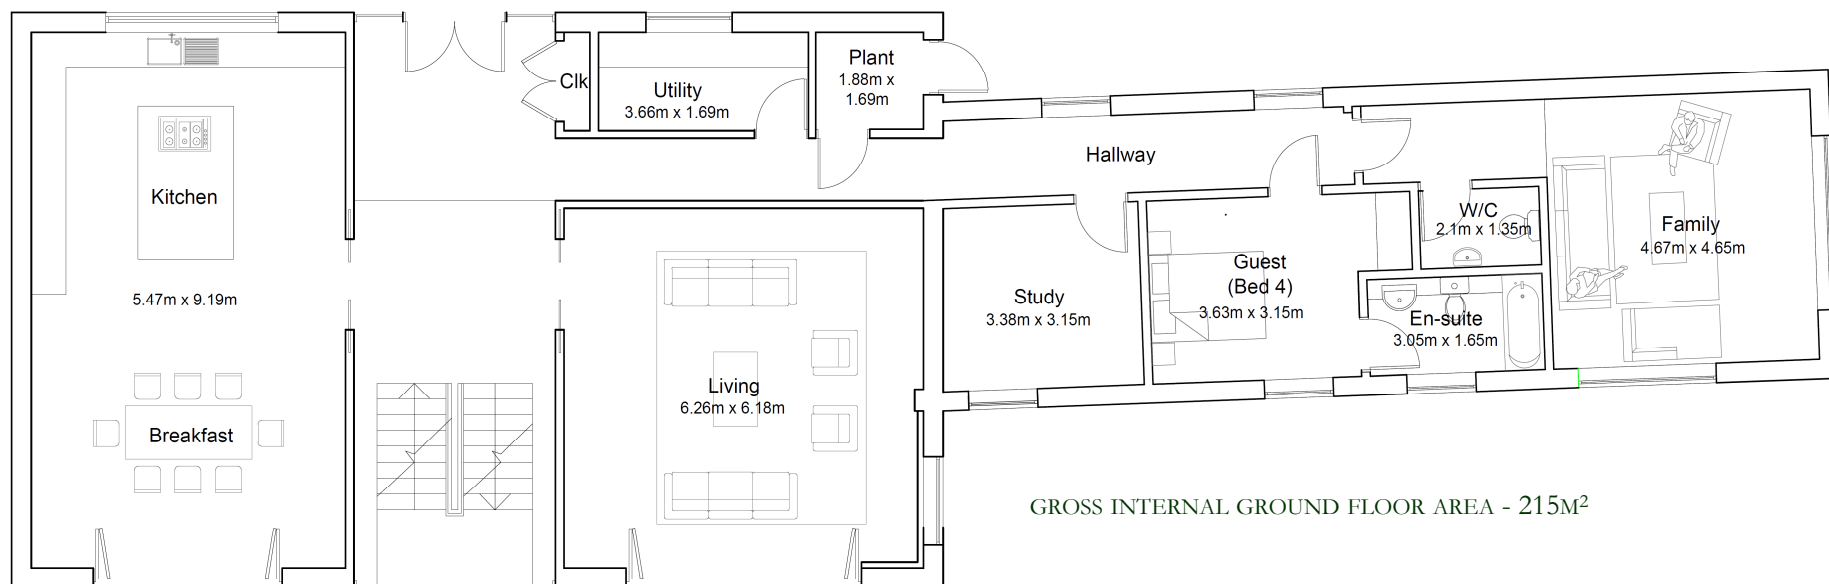 Kitchen
5.47m x 9.19m
Breakfast
Clk
Utility
3.66m x 1.69m
Plant
1.88m x
1.69m
Hallway
Living
6.26m x 6.18m
Study
3.38m x 3.15m
Guest
(Bed 4)
3.63m x 3.15m
W/C
2.1m x 1.35m
En-suite
3.05m x 1.65m
Family
4.67m x 4.65m
GROSS INTERNAL GROUND FLOOR AREA - 215M²